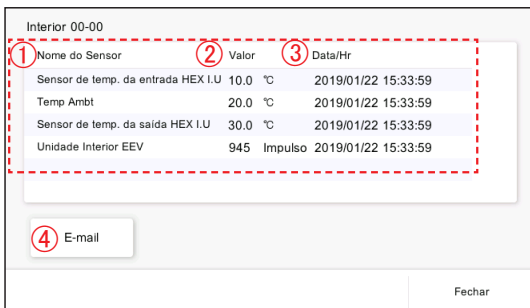 Interior 00-00
① Nome do Sensor ② Valor ③ Data/Hr
Sensor de temp. da entrada HEX I.U 10.0 ℃ 2019/01/22 15:33:59
Temp Ambt 20.0 ℃ 2019/01/22 15:33:59
Sensor de temp. da saída HEX I.U 30.0 ℃ 2019/01/22 15:33:59
Unidade Interior EEV 945 Impulso 2019/01/22 15:33:59
④ E-mail
Fechar